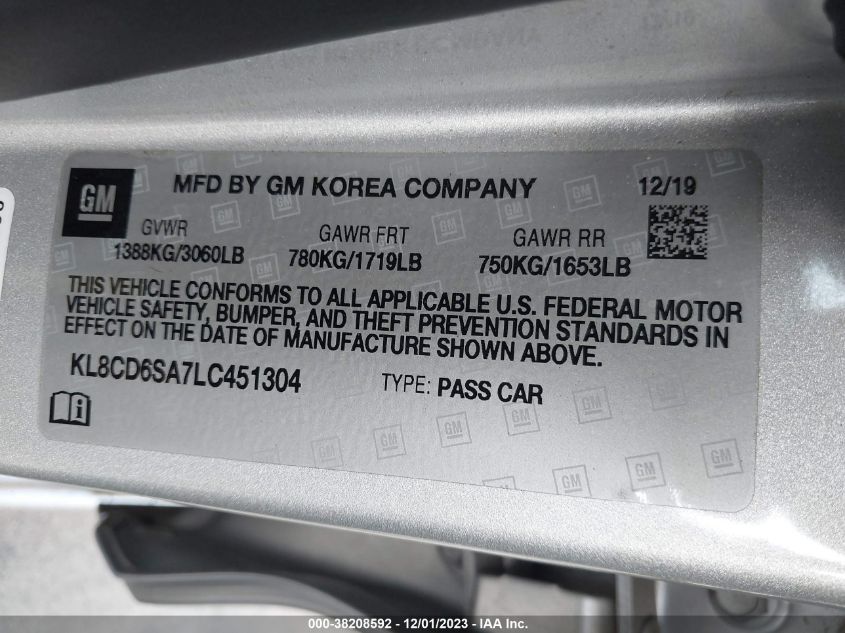 GM
MFD BY GM KOREA COMPANY 12/19
GVWR GAWR FRT GAWR RR
1388KG/3060LB 780KG/1719LB 750KG/1653LB
THIS VEHICLE CONFORMS TO ALL APPLICABLE U.S. FEDERAL MOTOR
VEHICLE SAFETY, BUMPER, AND THEFT PREVENTION STANDARDS IN
EFFECT ON THE DATE OF MANUFACTURE SHOWN ABOVE.
KL8CD6SA7LC451304 TYPE: PASS CAR
000-38208592 - 12/01/2023 - IAA Inc.